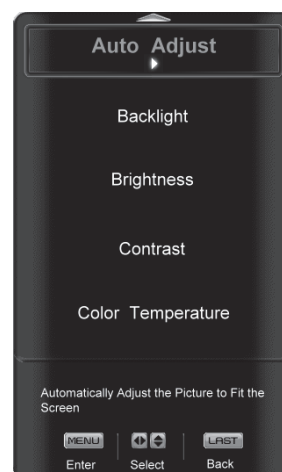 Auto Adjust
Backlight
Brightness
Contrast
Color Temperature
Automatically Adjust the Picture to Fit the
Screen
MENU LAST
Enter Select Back